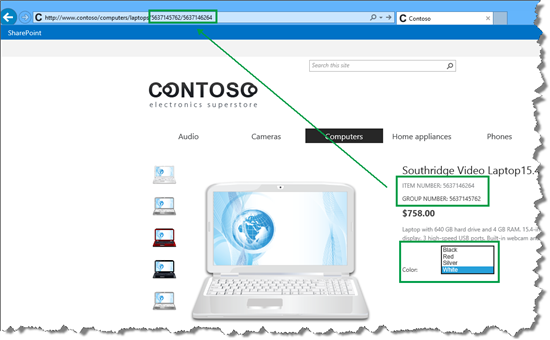 http://www.contoso/computers/laptops/5637145762/5637146264
Contoso
SharePoint
Search this site
CONTOSO
electronics superstore
Audio
Cameras
Computers
Home appliances
Phones
Southridge Video Laptop15.4
ITEM NUMBER: 5637146264
GROUP NUMBER: 5637145762
$758.00
Laptop with 640 GB hard drive and 4 GB RAM. 15.4-
display. 3 high-speed USB ports. Built-in webcam
Color:
Black
Red
Silver
White